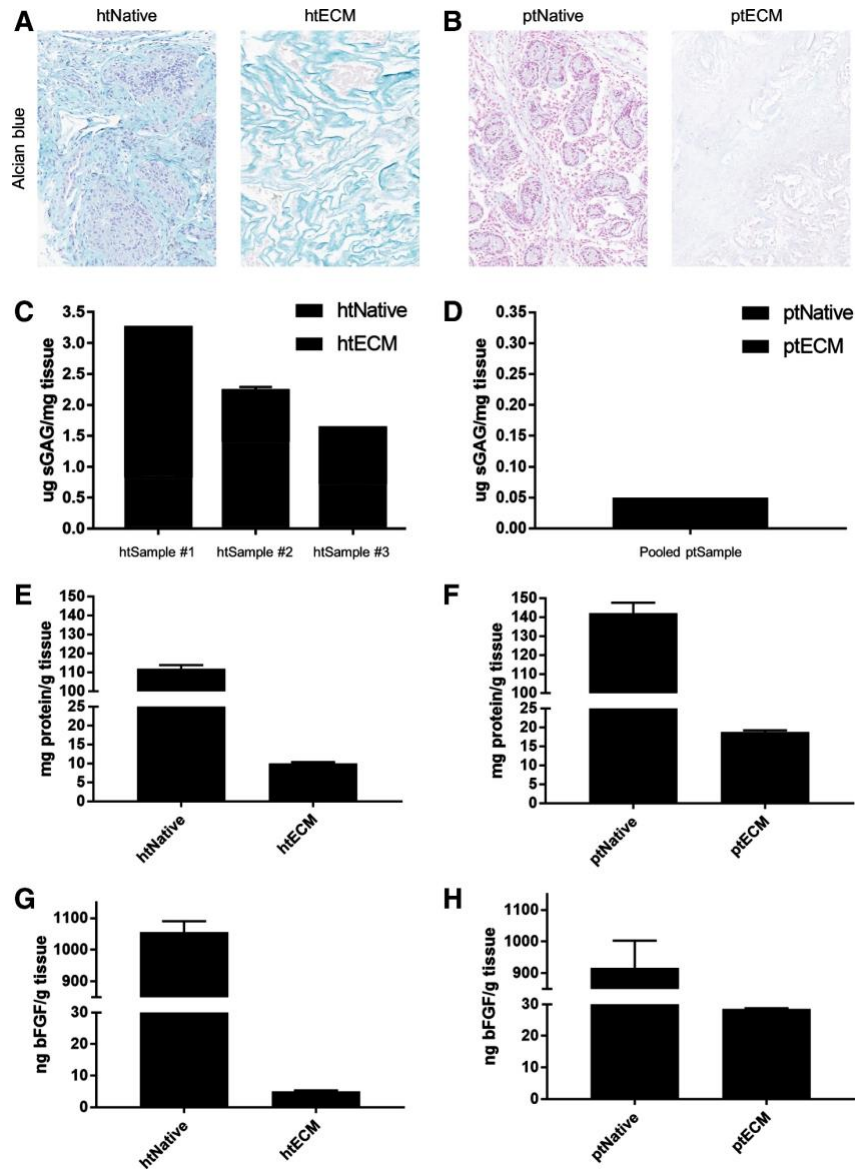 A htNative htECM B ptNative ptECM
Alcian blue
C
ug sGAG/mg tissue
3.5
3.0
2.5
2.0
1.5
1.0
0.5
0.0
htNative
htECM
htSample #1 htSample #2 htSample #3
D
ug sGAG/mg tissue
0.35
0.30
0.25
0.20
0.15
0.10
0.05
0.00
ptNative
ptECM
Pooled ptSample
E
mg protein/g tissue
150
140
130
120
110
100
25
20
15
10
5
0
htNative htECM
F
mg protein/g tissue
150
140
130
120
110
100
25
20
15
10
5
0
ptNative ptECM
G
ng bFGF/g tissue
1100
1000
900
30
20
10
0
htNative htECM
H
ng bFGF/g tissue
1100
1000
900
30
20
10
0
ptNative ptECM